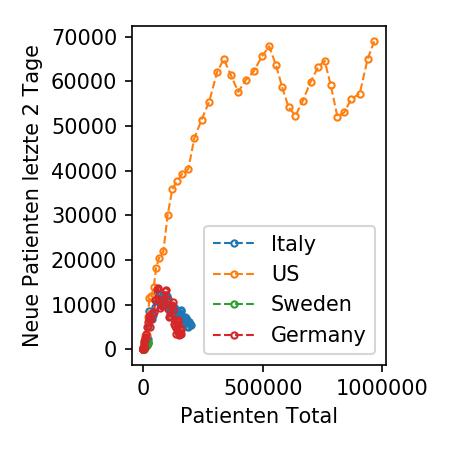 Neue Patienten letzte 2 Tage
70000
60000
50000
40000
30000
20000
10000
0
Italy
US
Sweden
Germany
0 500000 1000000
Patienten Total